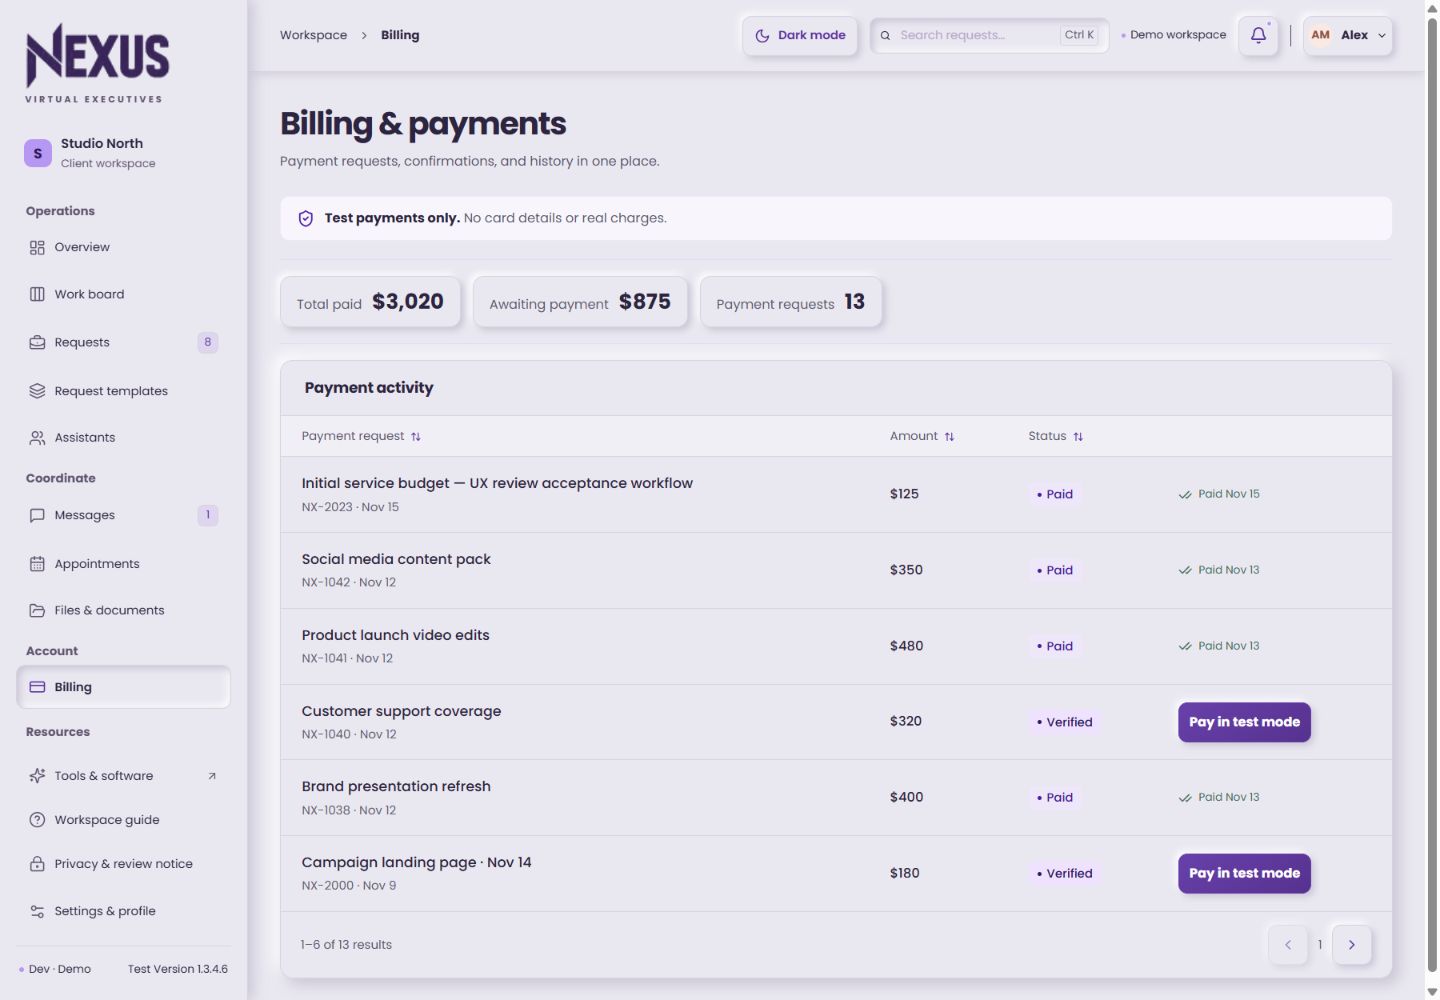 NEXUS
VIRTUAL EXECUTIVES
S
Studio North
Client workspace
Operations
Overview
Work board
Requests 8
Request templates
Assistants
Coordinate
Messages 1
Appointments
Files & documents
Account
Billing
Resources
Tools & software
Workspace guide
Privacy & review notice
Settings & profile
Dev · Demo Test Version 1.3.4.6
Workspace > Billing
Dark mode
Search requests... Ctrl K
Demo workspace
AM Alex
Billing & payments
Payment requests, confirmations, and history in one place.
Test payments only. No card details or real charges.
Total paid $3,020
Awaiting payment $875
Payment requests 13
Payment activity
Payment request Amount Status
Initial service budget — UX review acceptance workflow
NX-2023 · Nov 15
$125 • Paid Paid Nov 15
Social media content pack
NX-1042 · Nov 12
$350 • Paid Paid Nov 13
Product launch video edits
NX-1041 · Nov 12
$480 • Paid Paid Nov 13
Customer support coverage
NX-1040 · Nov 12
$320 • Verified Pay in test mode
Brand presentation refresh
NX-1038 · Nov 12
$400 • Paid Paid Nov 13
Campaign landing page · Nov 14
NX-2000 · Nov 9
$180 • Verified Pay in test mode
1–6 of 13 results
1